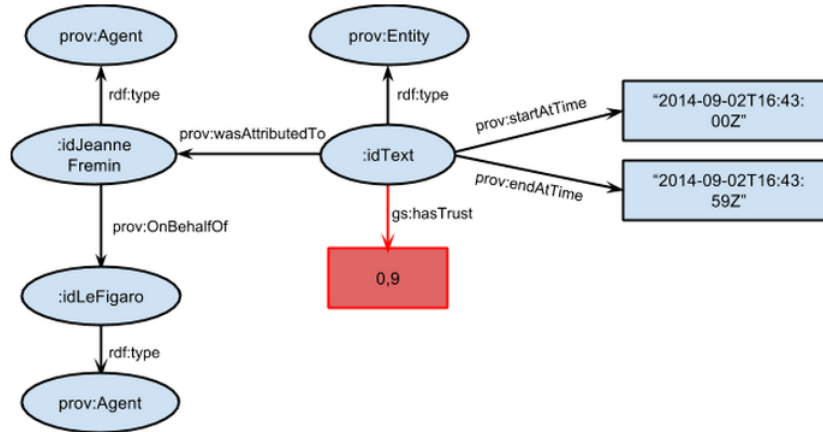 prov:Agent
prov:Entity
rdf:type
rdf:type
prov:startAtTime
“2014-09-02T16:43:
00Z”
prov:wasAttributedTo
:idJeanne
Fremin
:idText
prov:endAtTime
“2014-09-02T16:43:
59Z”
gs:hasTrust
prov:OnBehalfOf
0,9
:idLeFigaro
rdf:type
prov:Agent